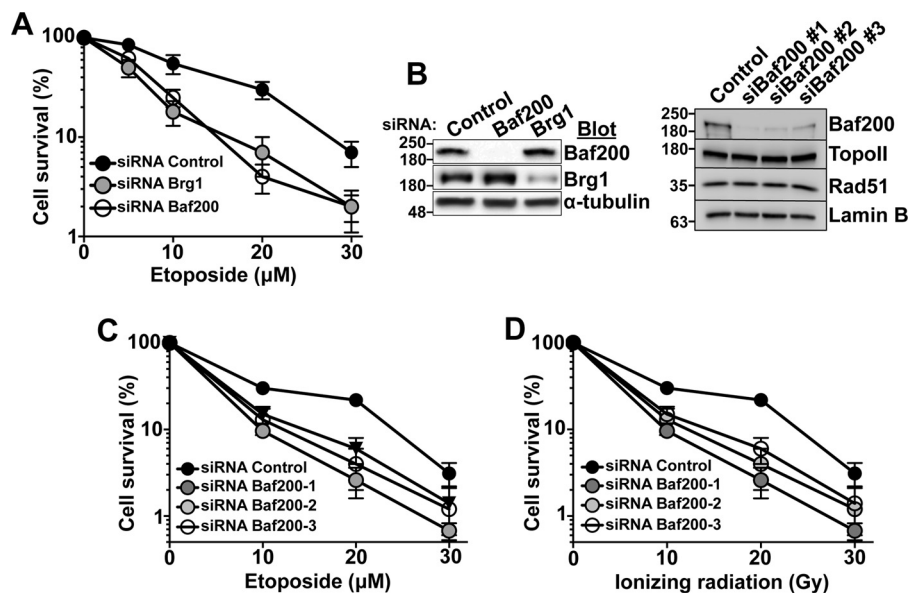 A
Cell survival (%)
100
10
1
siRNA Control
siRNA Brg1
siRNA Baf200
0 10 20 30
Etoposide (µM)
B
siRNA:
Control
Baf200
Brg1
Blot
250
180
Baf200
180
Brg1
48
α-tubulin
Control
siBaf200 #1
siBaf200 #2
siBaf200 #3
250
180
Baf200
180
TopoII
35
Rad51
63
Lamin B
C
Cell survival (%)
100
10
1
siRNA Control
siRNA Baf200-1
siRNA Baf200-2
siRNA Baf200-3
0 10 20 30
Etoposide (µM)
D
Cell survival (%)
100
10
1
siRNA Control
siRNA Baf200-1
siRNA Baf200-2
siRNA Baf200-3
0 10 20 30
Ionizing radiation (Gy)